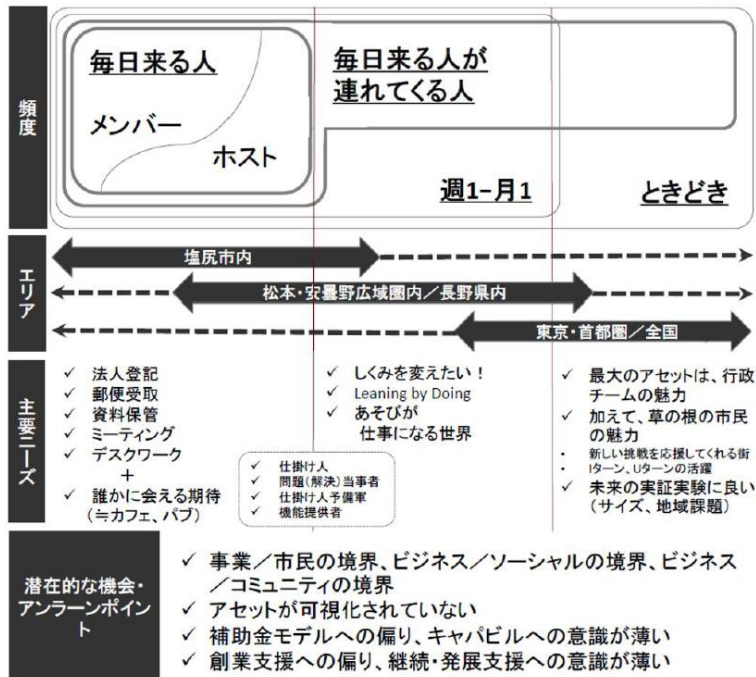 頻度
毎日来る人
メンバー
ホスト
毎日来る人が
連れてくる人
週1-月1
ときどき
エリア
塩尻市内
松本・安曇野広域圏内/長野県内
東京・首都圏/全国
主要ニーズ
✓ 法人登記
✓ 郵便受取
✓ 資料保管
✓ ミーティング
✓ デスクワーク
+
✓ 誰かに会える期待
(≒カフェ、パブ)
✓ しくみを変えたい!
✓ Leaning by Doing
✓ あそびが
仕事になる世界
✓ 仕掛け人
✓ 問題(解決)当事者
✓ 仕掛け人予備軍
✓ 機能提供者
✓ 最大のアセットは、行政
チームの魅力
✓ 加えて、草の根の市民
の魅力
・ 新しい挑戦を応援してくれる街
・ Iターン、Uターンの活躍
✓ 未来の実証実験に良い
(サイズ、地域課題)
潜在的な機会・
アンラーンポイン
ト
✓ 事業/市民の境界、ビジネス/ソーシャルの境界、ビジネス
/コミュニティの境界
✓ アセットが可視化されていない
✓ 補助金モデルへの偏り、キャパビルへの意識が薄い
✓ 創業支援への偏り、継続・発展支援への意識が薄い